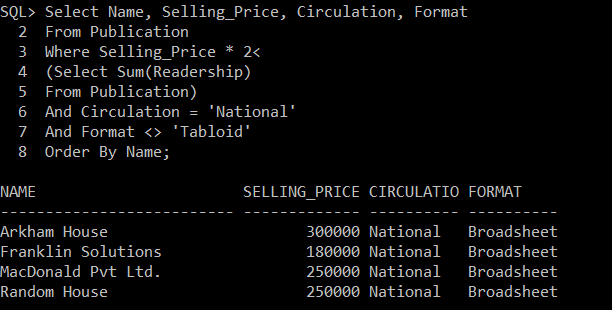 SQL> Select Name, Selling_Price, Circulation, Format
  2  From Publication
  3  Where Selling_Price * 2<
  4  (Select Sum(Readership)
  5  From Publication)
  6  And Circulation = 'National'
  7  And Format <> 'Tabloid'
  8  Order By Name;
NAME                       SELLING_PRICE CIRCULATIO FORMAT
-------------------------- ------------- ---------- ----------
Arkham House                      300000 National   Broadsheet
Franklin Solutions                180000 National   Broadsheet
MacDonald Pvt Ltd.                250000 National   Broadsheet
Random House                      250000 National   Broadsheet